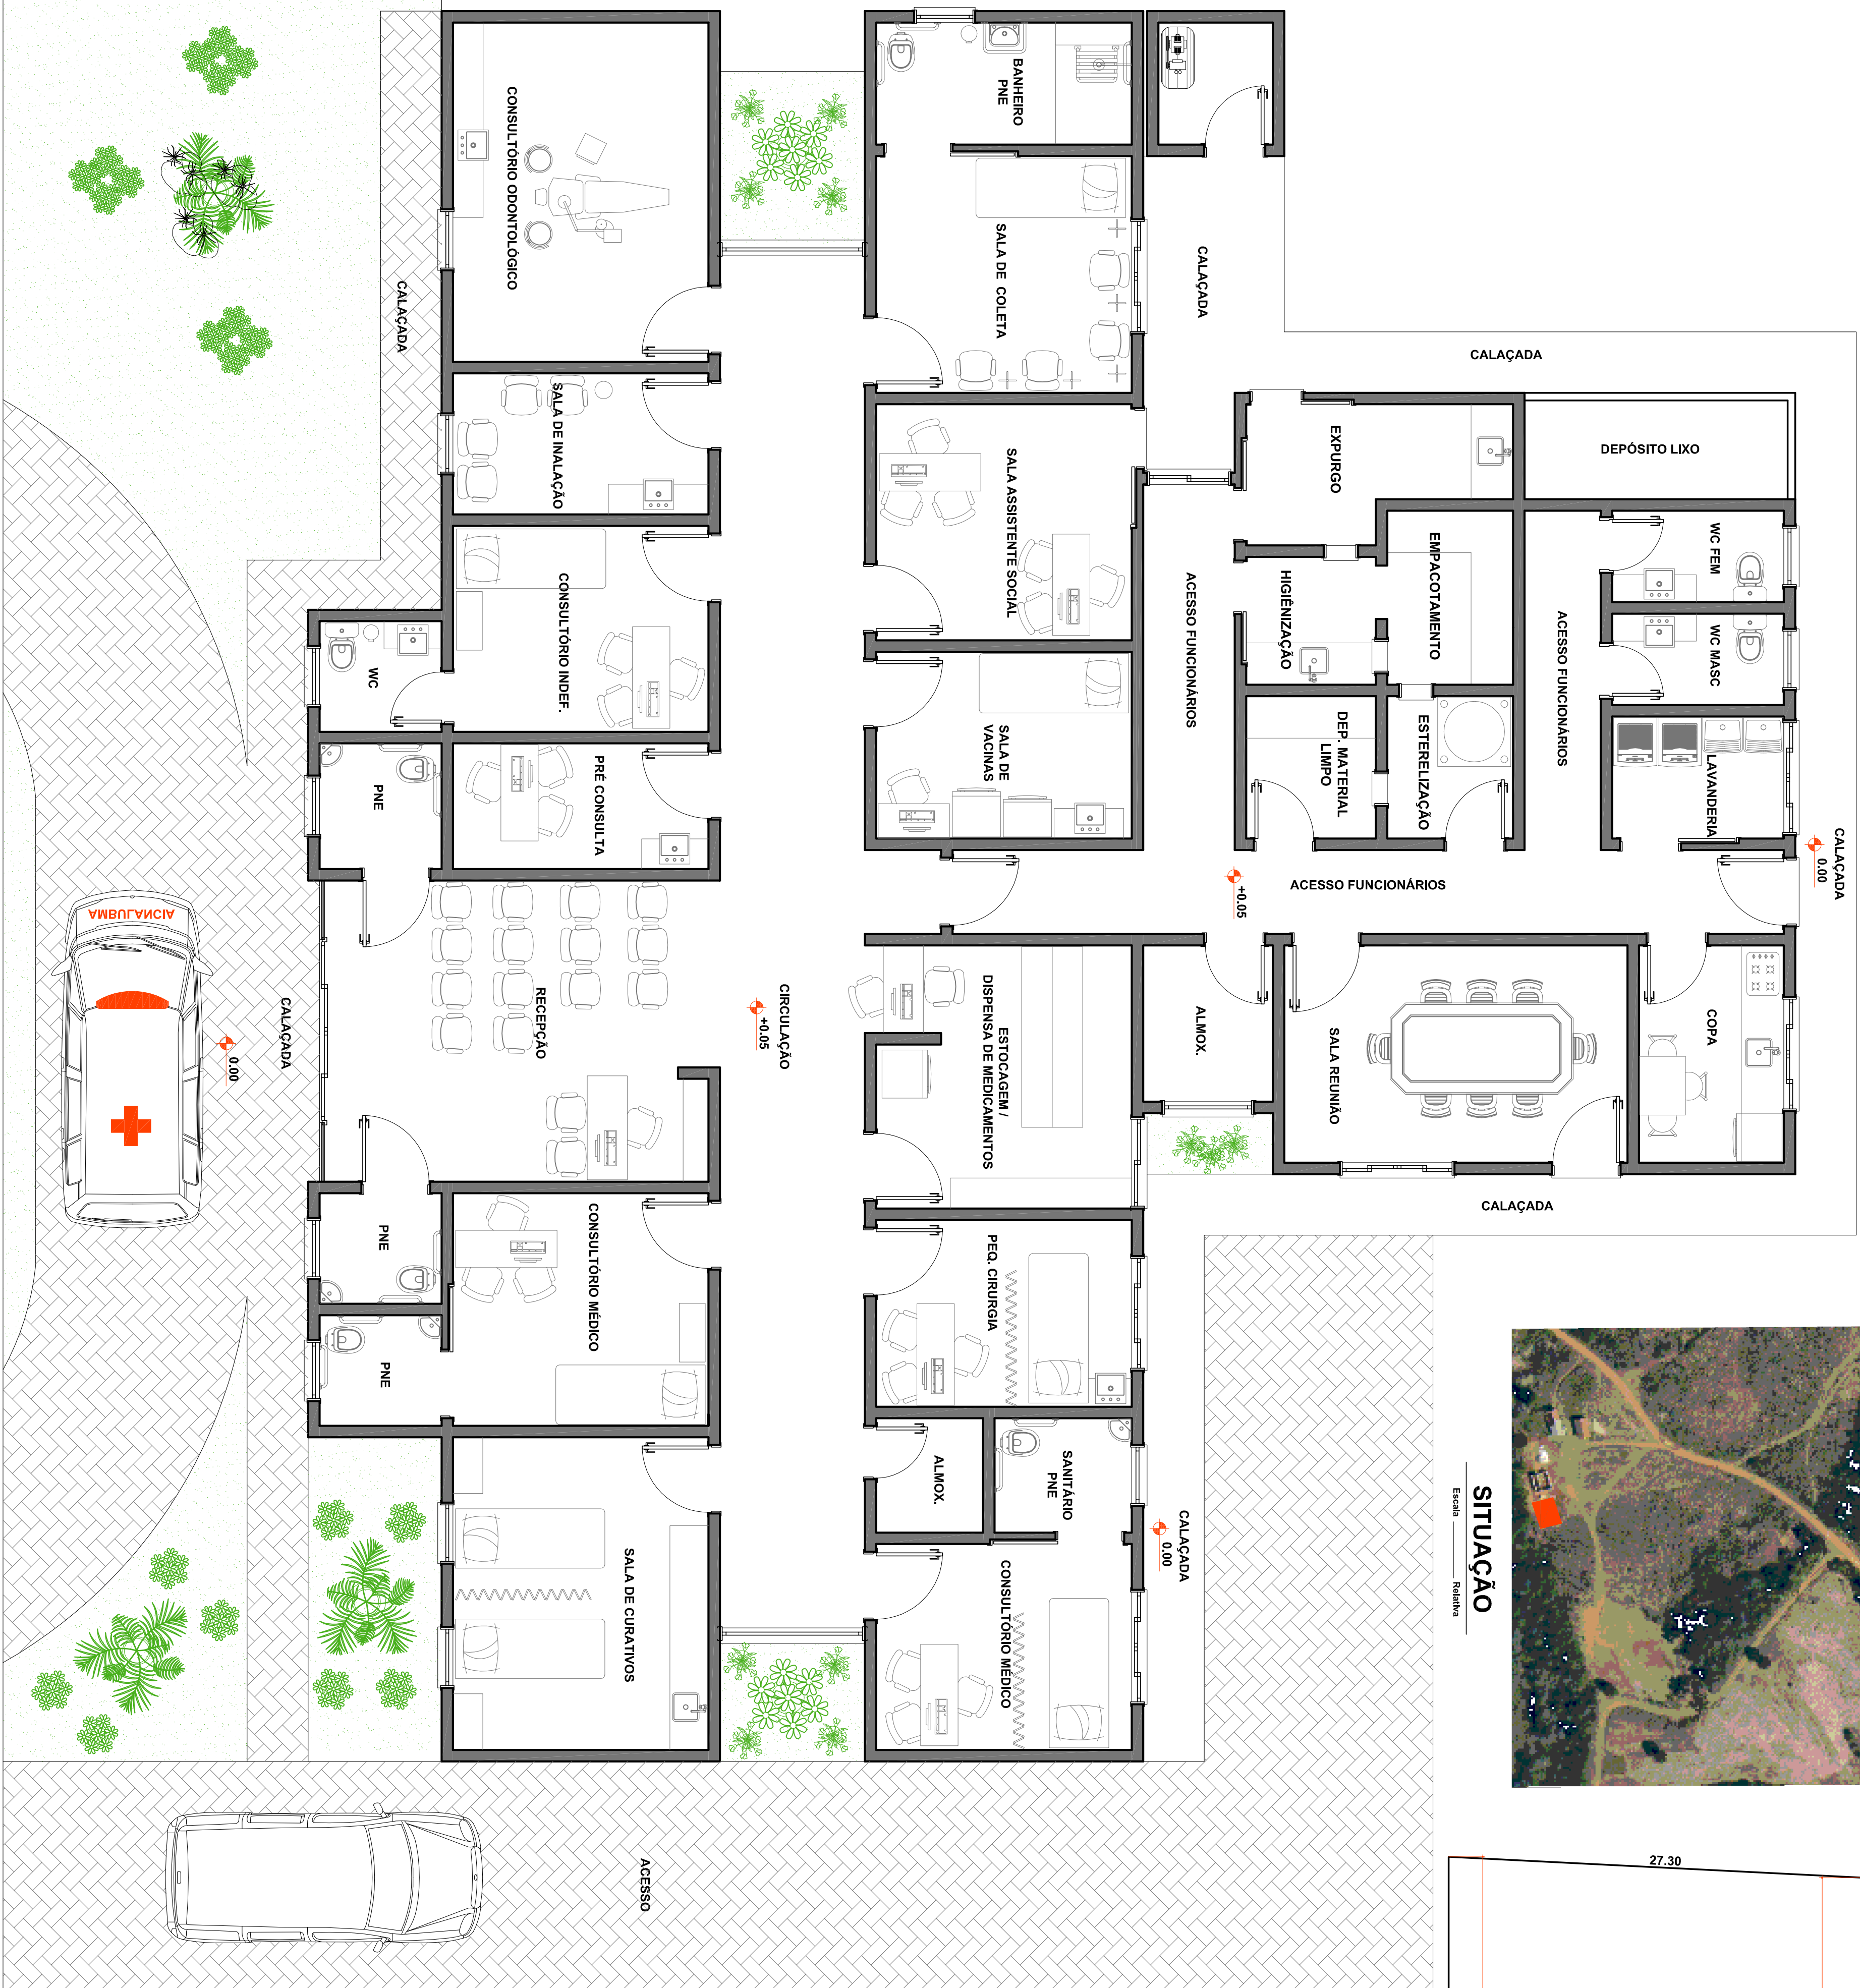 CONSULTÓRIO ODONTOLÓGICO
BANHEIRO
PNE
SALA DE COLETA
CALAÇADA
CALAÇADA
CALAÇADA
SALA DE INALAÇÃO
SALA ASSISTENTE SOCIAL
EXPURGO
DEPÓSITO LIXO
CONSULTÓRIO INDEF.
WC
ACESSO FUNCIONÁRIOS
HIGIÊNIZAÇÃO
EMPACOTAMENTO
ACESSO FUNCIONÁRIOS
WC FEM
WC MASC
PNE
PRÉ CONSULTA
SALA DE
VACINAS
DEP. MATERIAL
LIMPO
ESTERELIZAÇÃO
LAVANDERIA
CALAÇADA
0.00
ACESSO FUNCIONÁRIOS
+0.05
AMBULANCIA
0.00
CALAÇADA
RECEPÇÃO
CIRCULAÇÃO
+0.05
ESTOCAGEM /
DISPENSA DE MEDICAMENTOS
ALMOX.
SALA REUNIÃO
COPA
CALAÇADA
PNE
PNE
CONSULTÓRIO MÉDICO
PEQ. CIRURGIA
ALMOX.
SANITÁRIO
PNE
CALAÇADA
0.00
SALA DE CURATIVOS
CONSULTÓRIO MÉDICO
SITUAÇÃO
Escala Relativa
ACESSO
27.30